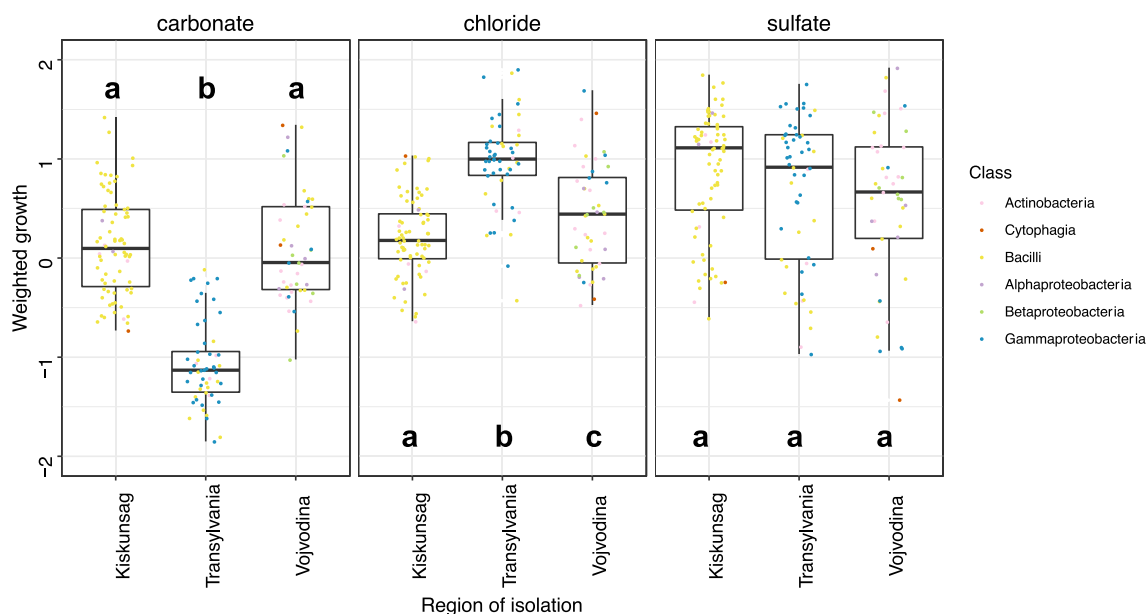 carbonate chloride sulfate
Weighted growth
2
1
0
−1
−2
a b a
a b c
a a a
Kiskunsag Transylvania Vojvodina Kiskunsag Transylvania Vojvodina Kiskunsag Transylvania Vojvodina
Region of isolation
Class
Actinobacteria
Cytophagia
Bacilli
Alphaproteobacteria
Betaproteobacteria
Gammaproteobacteria